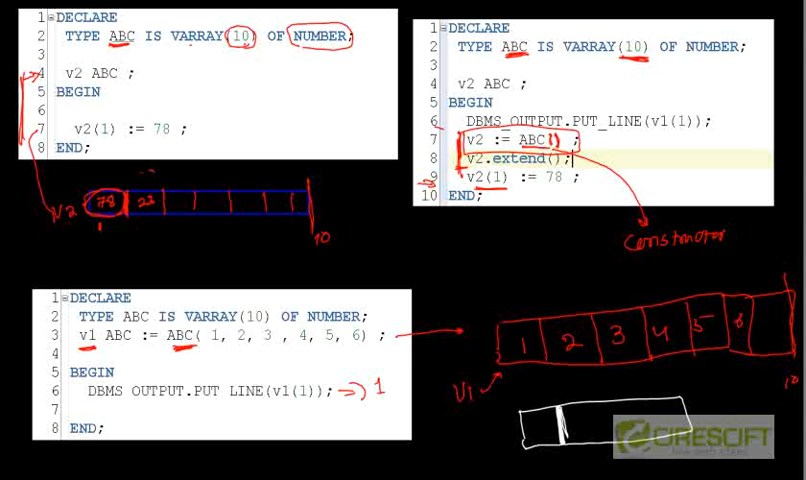 1 DECLARE
2 TYPE ABC IS VARRAY(10) OF NUMBER;
3
4 v2 ABC ;
5 BEGIN
6
7 v2(1) := 78 ;
8 END;
V2 78 22
1 10
1 DECLARE
2 TYPE ABC IS VARRAY(10) OF NUMBER;
3
4 v2 ABC ;
5 BEGIN
6 DBMS_OUTPUT.PUT_LINE(v1(1));
7 v2 := ABC() ;
8 v2.extend();
9 v2(1) := 78 ;
10 END;
Constructor
1 DECLARE
2 TYPE ABC IS VARRAY(10) OF NUMBER;
3 v1 ABC := ABC( 1, 2, 3 , 4, 5, 6) ;
4
5 BEGIN
6 DBMS_OUTPUT.PUT_LINE(v1(1)); 1
7
8 END;
1 2 3 4 5 6
V1 10